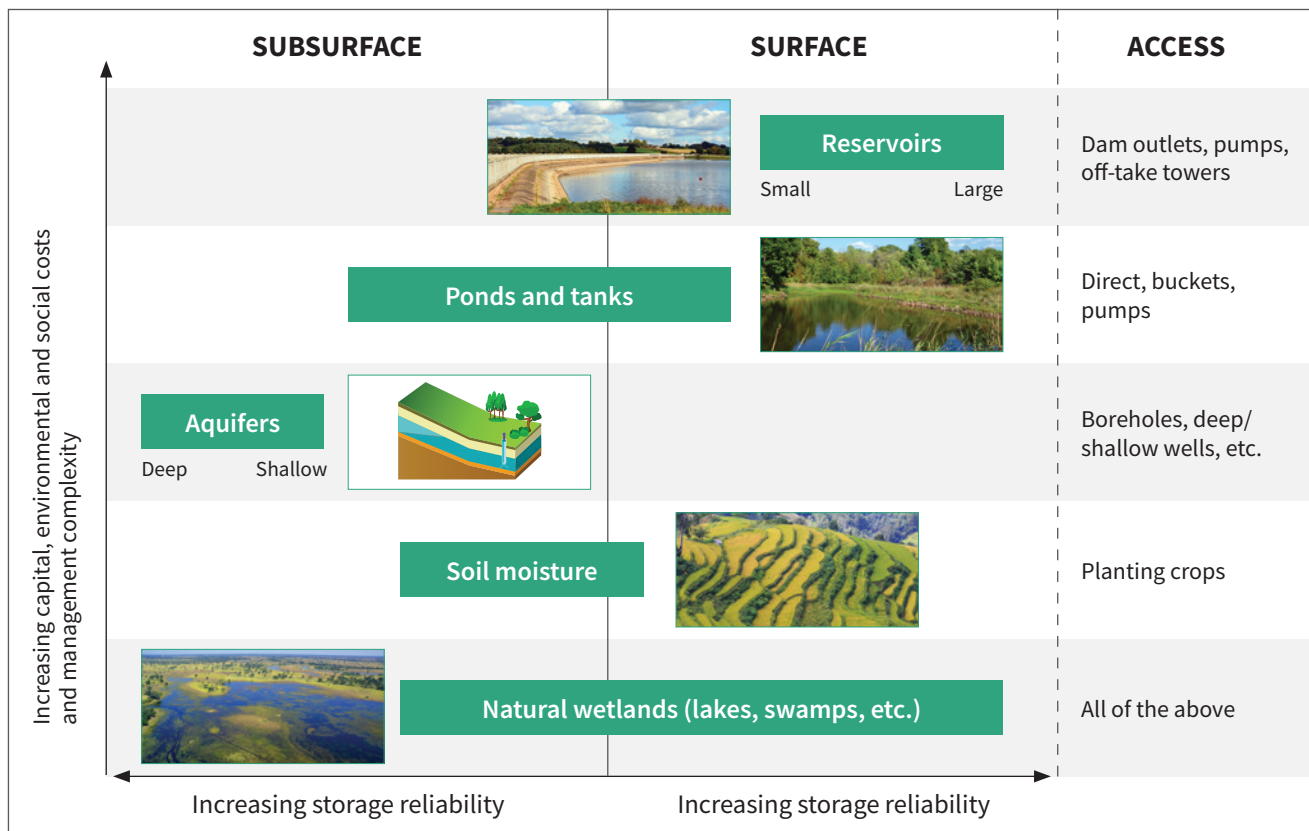 SUBSURFACE
SURFACE
ACCESS
Increasing capital, environmental and social costs
and management complexity
Reservoirs
Small
Large
Dam outlets, pumps,
off-take towers
Ponds and tanks
Direct, buckets,
pumps
Aquifers
Deep
Shallow
Boreholes, deep/
shallow wells, etc.
Soil moisture
Planting crops
Natural wetlands (lakes, swamps, etc.)
All of the above
Increasing storage reliability
Increasing storage reliability